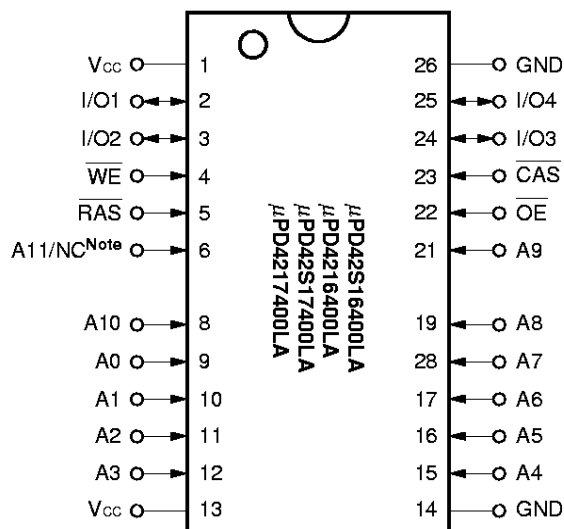 Vcc 1 26 GND
I/O1 2 25 I/O4
I/O2 3 24 I/O3
WE 4 23 CAS
RAS 5 22 OE
A11/NC Note 6 21 A9
A10 8 19 A8
A0 9 28 A7
A1 10 17 A6
A2 11 16 A5
A3 12 15 A4
Vcc 13 14 GND
μPD42S16400LA
μPD4216400LA
μPD42S17400LA
μPD4217400LA